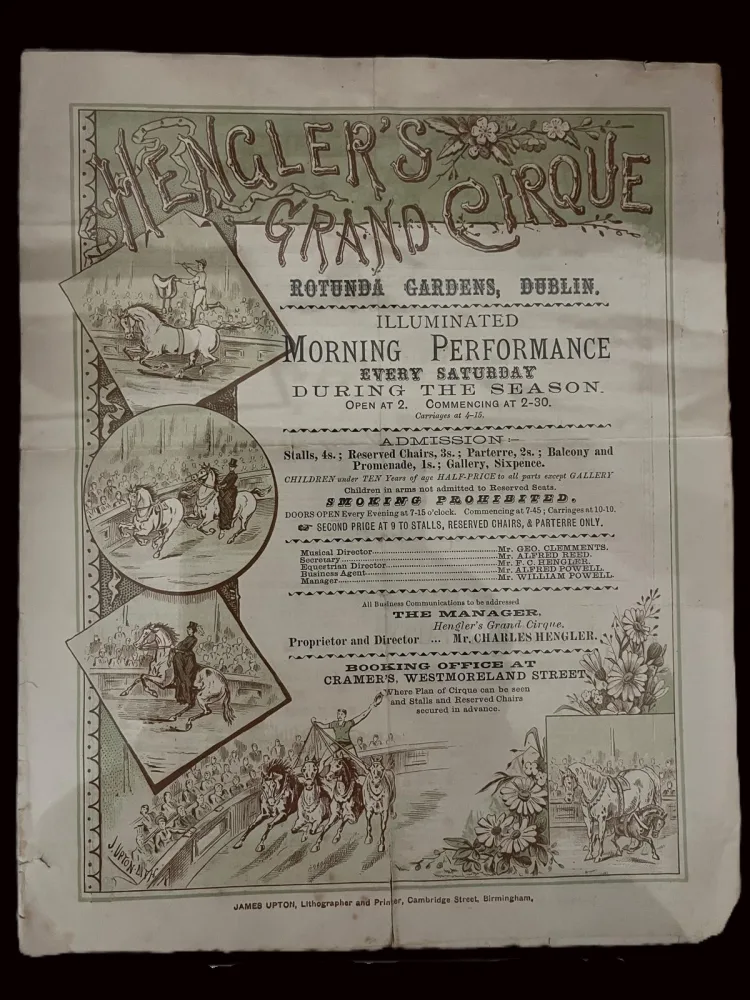 HENGLER'S
GRAND CIRQUE
ROTUNDA GARDENS, DUBLIN.
ILLUMINATED
MORNING PERFORMANCE
EVERY SATURDAY
DURING THE SEASON.
OPEN AT 2. COMMENCING AT 2-30.
Carriages at 4-15.
ADMISSION :—
Stalls, 4s.; Reserved Chairs, 3s.; Parterre, 2s.; Balcony and
Promenade, 1s.; Gallery, Sixpence.
CHILDREN under TEN Years of age HALF-PRICE to all parts except GALLERY
Children in arms not admitted to Reserved Seats.
SMOKING PROHIBITED.
DOORS OPEN Every Evening at 7-15 o'clock. Commencing at 7-45; Carriages at 10-10.
☞ SECOND PRICE AT 9 TO STALLS, RESERVED CHAIRS, & PARTERRE ONLY.
Musical Director........Mr. GEO. CLEMMENTS.
Secretary........Mr. ALFRED REED.
Equestrian Director........Mr. F. C. HENGLER.
Business Agent........Mr. ALFRED POWELL.
Manager........Mr. WILLIAM POWELL.
All Business Communications to be addressed
THE MANAGER,
Hengler's Grand Cirque.
Proprietor and Director ... Mr. CHARLES HENGLER.
BOOKING OFFICE AT
CRAMER'S, WESTMORELAND STREET
Where Plan of Cirque can be seen
and Stalls and Reserved Chairs
secured in advance.
J. UPTON. LITH.
JAMES UPTON, Lithographer and Printer, Cambridge Street, Birmingham,